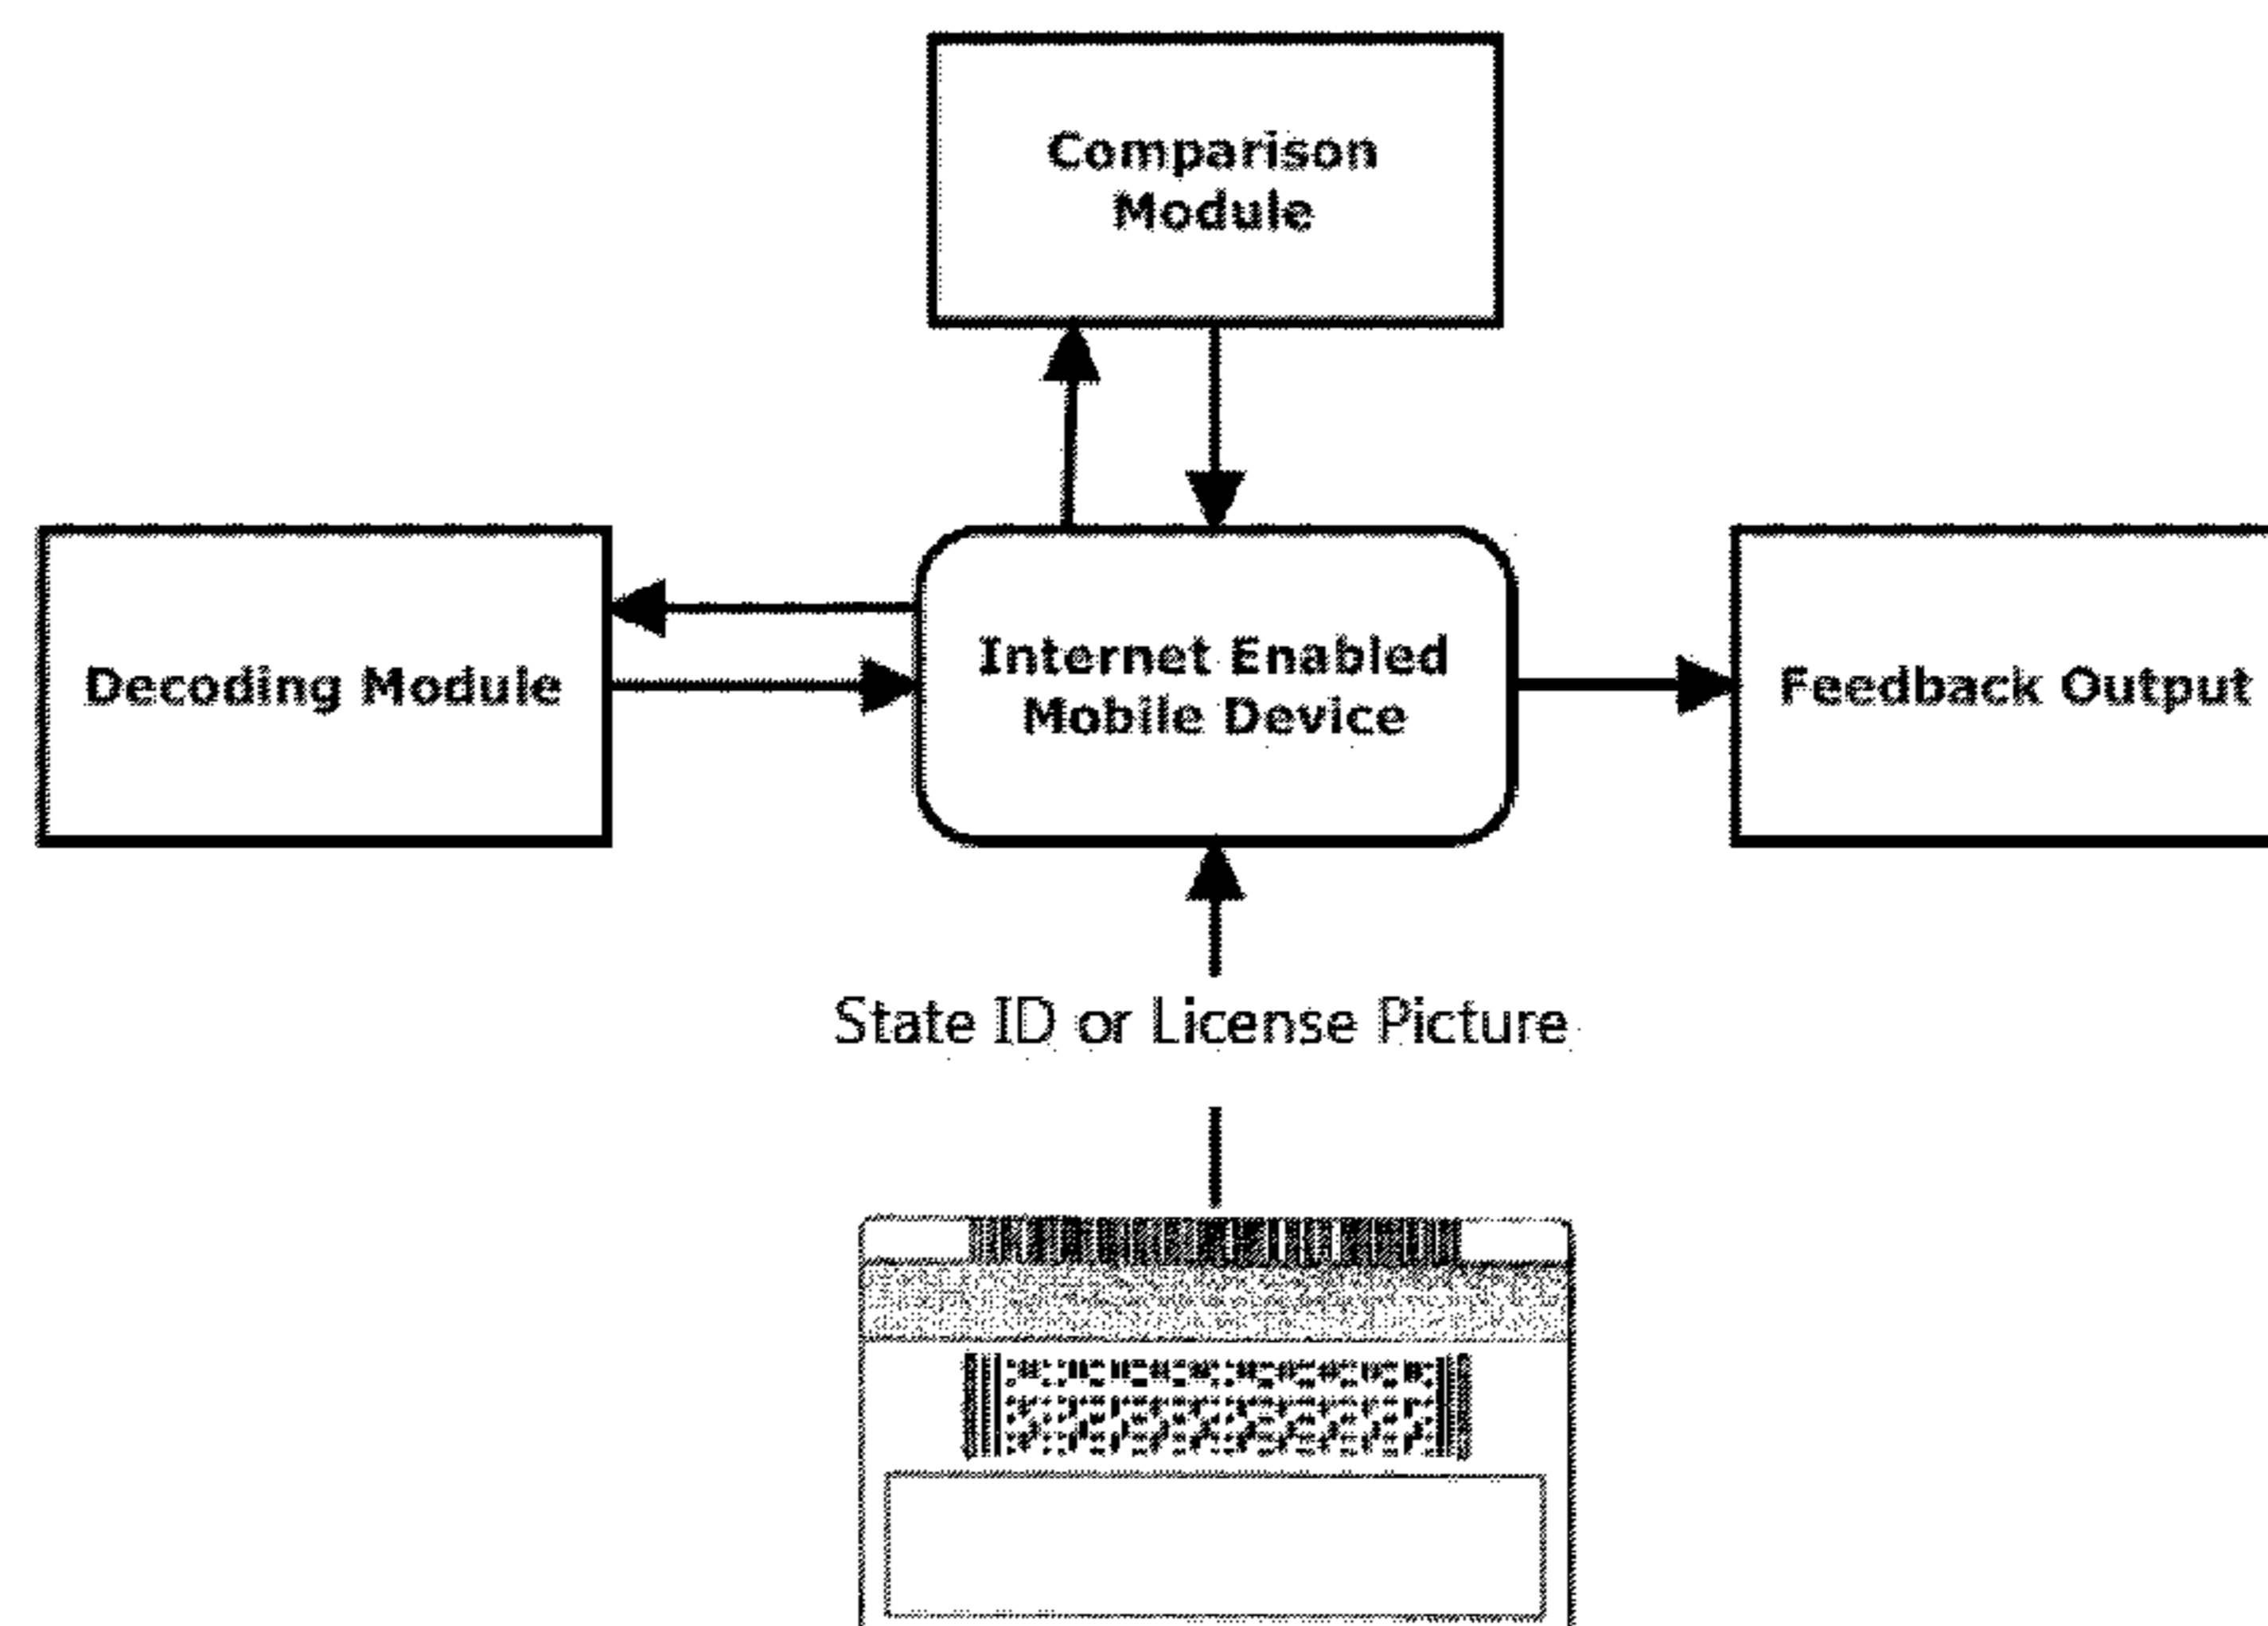 Comparison
Module
Decoding Module
Internet Enabled
Mobile Device
Feedback Output
State ID or License Picture